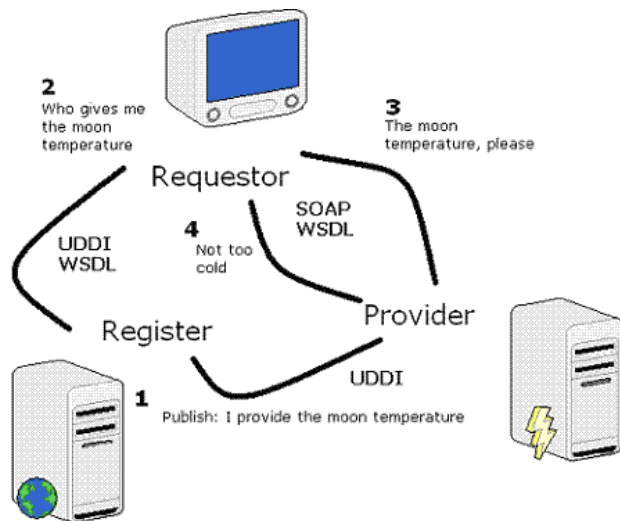 2
Who gives me
the moon
temperature
3
The moon
temperature, please
Requestor
SOAP
WSDL
4
Not too
cold
UDDI
WSDL
Register
Provider
UDDI
1
Publish: I provide the moon temperature